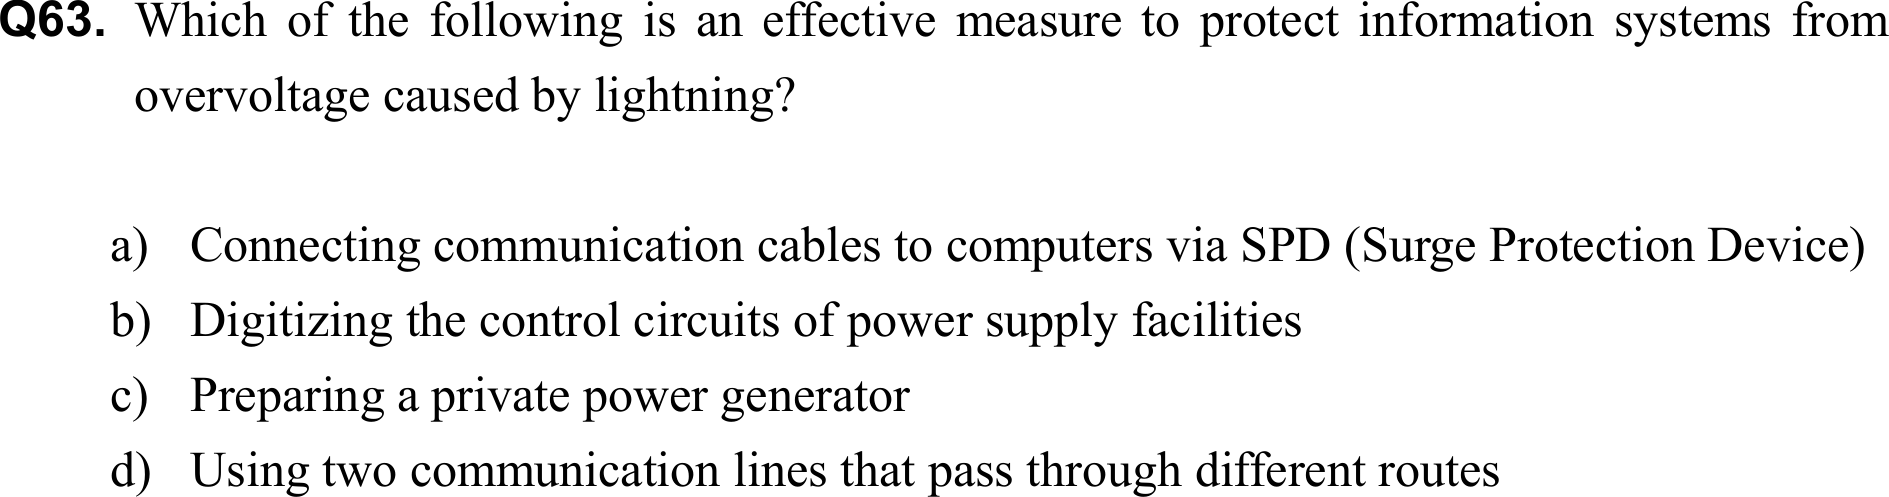 Q63. Which of the following is an effective measure to protect information systems from
overvoltage caused by lightning?
a) Connecting communication cables to computers via SPD (Surge Protection Device)
b) Digitizing the control circuits of power supply facilities
c) Preparing a private power generator
d) Using two communication lines that pass through different routes